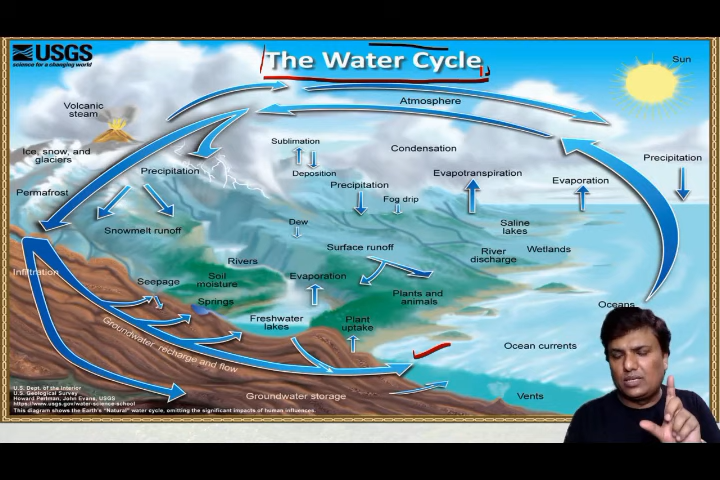 USGS
science for a changing world
The Water Cycle
Sun
Volcanic
steam
Atmosphere
Ice, snow, and
glaciers
Sublimation
Condensation
Precipitation
Precipitation
Deposition
Evapotranspiration
Evaporation
Permafrost
Precipitation
Fog drip
Snowmelt runoff
Dew
Saline
lakes
Surface runoff
River
discharge
Wetlands
Infiltration
Rivers
Seepage
Soil
moisture
Evaporation
Springs
Plants and
animals
Oceans
Freshwater
lakes
Plant
uptake
Groundwater recharge and flow
Ocean currents
Groundwater storage
Vents
U.S. Dept. of the Interior
U.S. Geological Survey
Howard Perlman, John Evans, USGS
https://www.usgs.gov/water-science-school
This diagram shows the Earth's "Natural" water cycle, omitting the significant impacts of human influences.